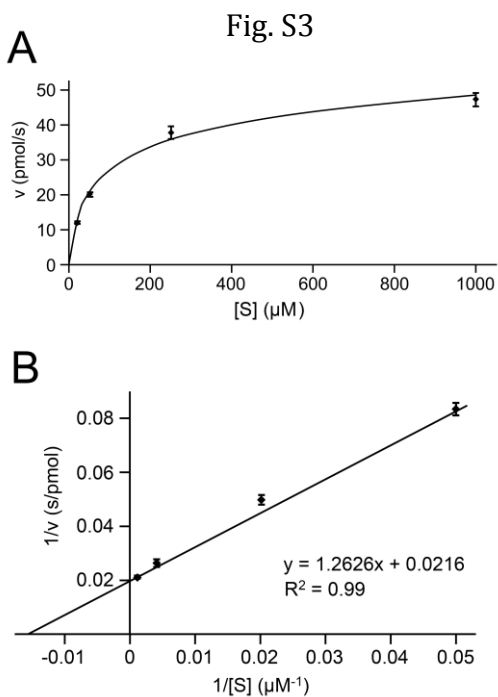 Fig. S3
A
v (pmol/s)
50
40
30
20
10
0
0 200 400 600 800 1000
[S] (µM)
B
1/v (s/pmol)
0.08
0.06
0.04
0.02
y = 1.2626x + 0.0216
R² = 0.99
-0.01 0 0.01 0.02 0.03 0.04 0.05
1/[S] (µM⁻¹)